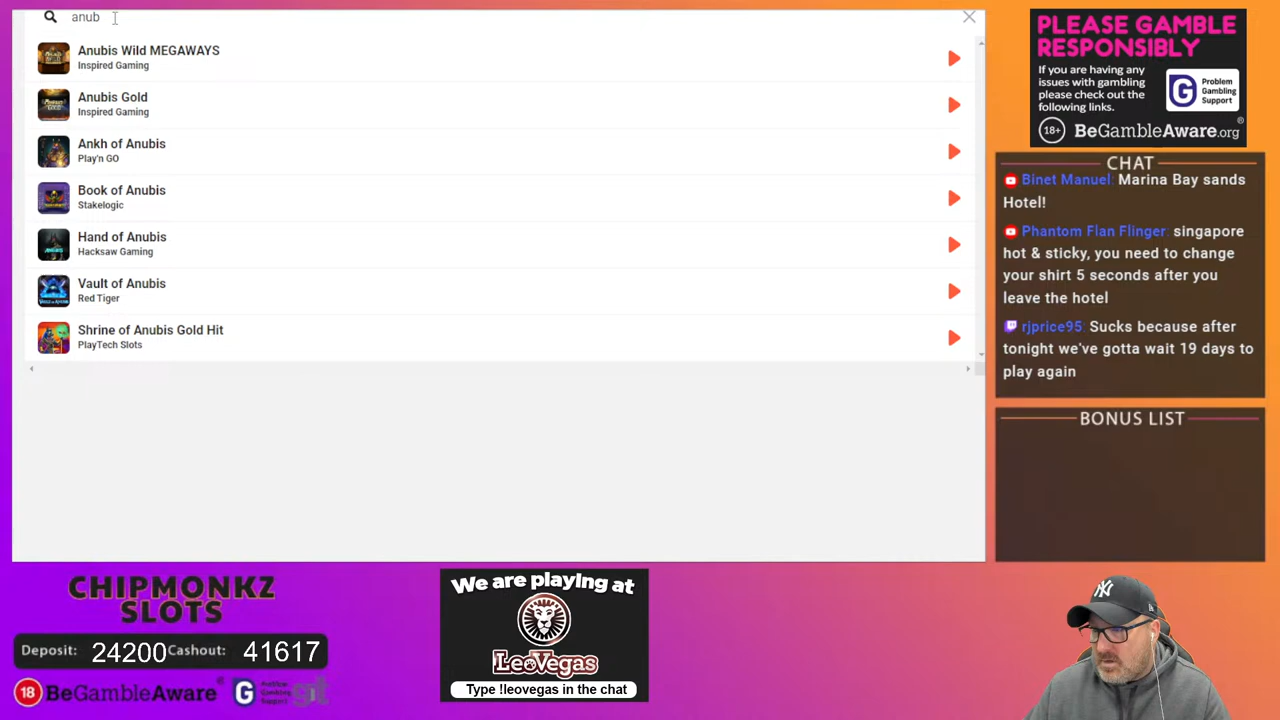 anub
Anubis Wild MEGAWAYS
Inspired Gaming
Anubis Gold
Inspired Gaming
Ankh of Anubis
Play'n GO
Book of Anubis
Stakelogic
Hand of Anubis
Hacksaw Gaming
Vault of Anubis
Red Tiger
Shrine of Anubis Gold Hit
PlayTech Slots
PLEASE GAMBLE
RESPONSIBLY
If you are having any
issues with gambling
please check out the
following links.
Problem
Gambling
Support
18+ BeGambleAware.org®
CHAT
Binet Manuel: Marina Bay sands
Hotel!
Phantom Flan Flinger: singapore
hot & sticky, you need to change
your shirt 5 seconds after you
leave the hotel
rjprice95: Sucks because after
tonight we've gotta wait 19 days to
play again
BONUS LIST
CHIPMONKZ
SLOTS
Deposit: 24200 Cashout: 41617
18 BeGambleAware®
We are playing at
LeoVegas
Type !leovegas in the chat